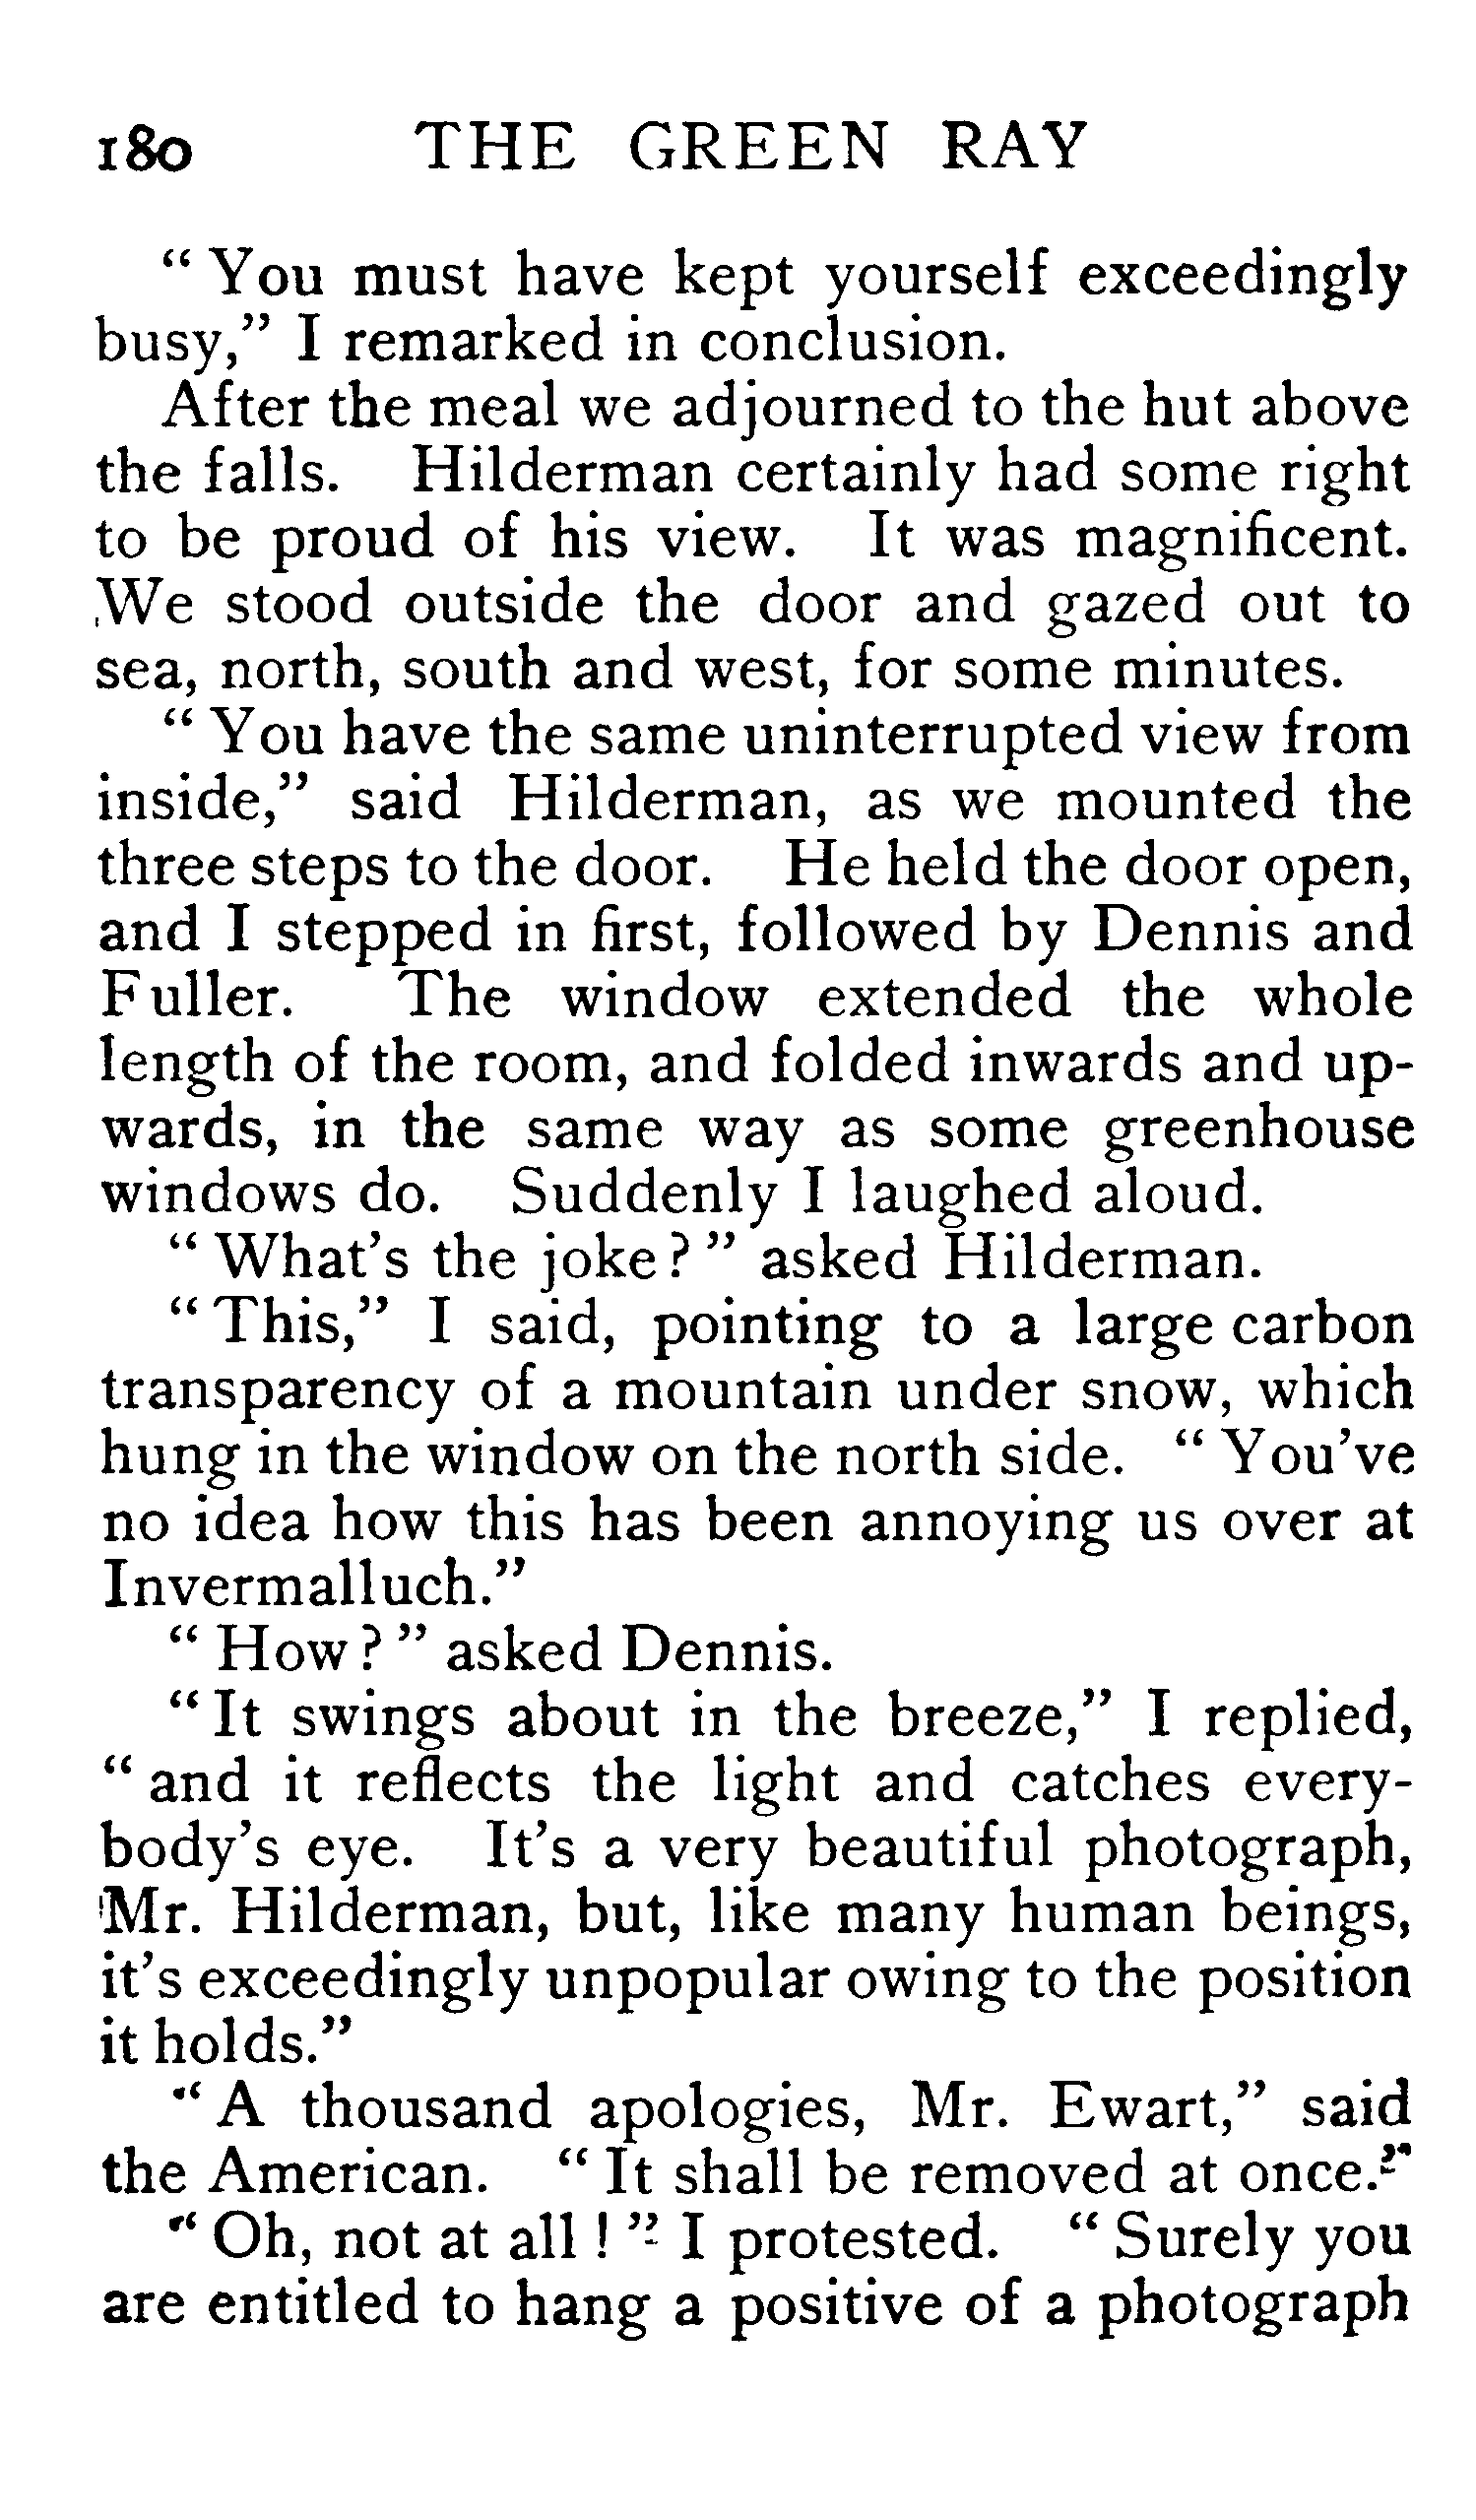 180 THE GREEN RAY
“ You must have kept yourself exceedingly
busy,” I remarked in conclusion.
After the meal we adjourned to the hut above
the falls. Hilderman certainly had some right
to be proud of his view. It was magnificent.
We stood outside the door and gazed out to
sea, north, south and west, for some minutes.
“ You have the same uninterrupted view from
inside,” said Hilderman, as we mounted the
three steps to the door. He held the door open,
and I stepped in first, followed by Dennis and
Fuller. The window extended the whole
length of the room, and folded inwards and up-
wards, in the same way as some greenhouse
windows do. Suddenly I laughed aloud.
“ What’s the joke ? ” asked Hilderman.
“ This,” I said, pointing to a large carbon
transparency of a mountain under snow, which
hung in the window on the north side. “ You’ve
no idea how this has been annoying us over at
Invermalluch.”
“ How ? ” asked Dennis.
“ It swings about in the breeze,” I replied,
“ and it reflects the light and catches every-
body’s eye. It’s a very beautiful photograph,
Mr. Hilderman, but, like many human beings,
it’s exceedingly unpopular owing to the position
it holds.”
“ A thousand apologies, Mr. Ewart,” said
the American. “ It shall be removed at once.”
“ Oh, not at all ! ” I protested. “ Surely you
are entitled to hang a positive of a photograph